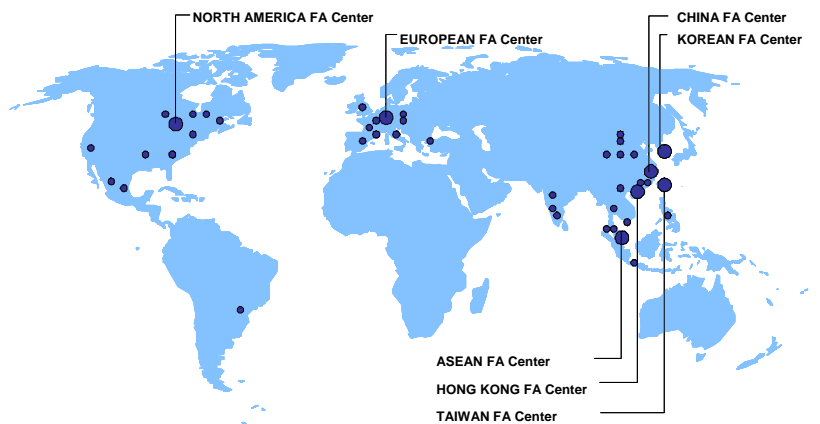 NORTH AMERICA FA Center
CHINA FA Center
EUROPEAN FA Center
KOREAN FA Center
ASEAN FA Center
HONG KONG FA Center
TAIWAN FA Center